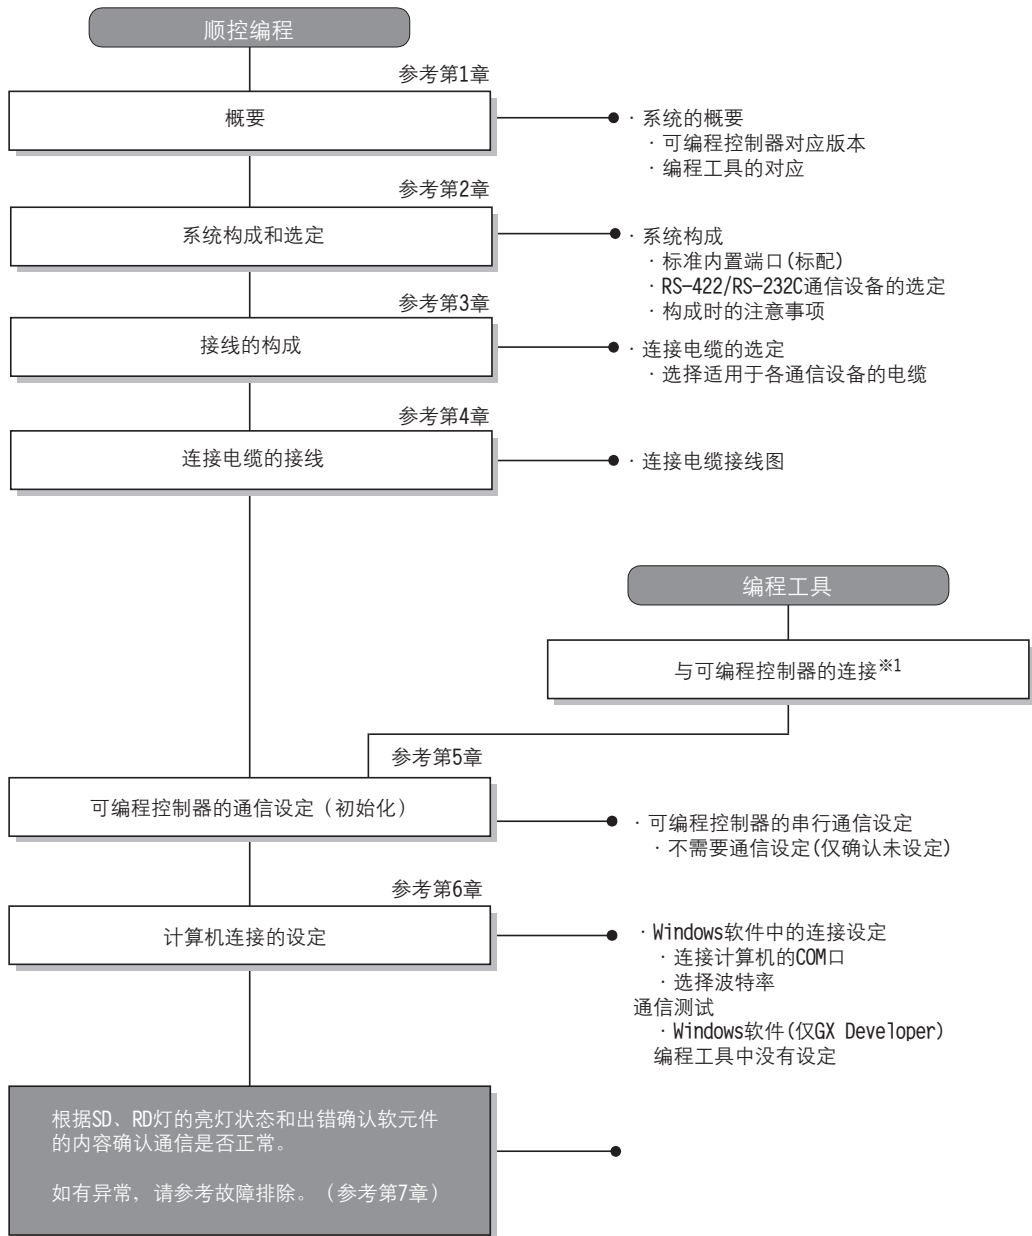 顺控编程
参考第1章
概要
·系统的概要
·可编程控制器对应版本
·编程工具的对应
参考第2章
系统构成和选定
·系统构成
·标准内置端口(标配)
·RS-422/RS-232C通信设备的选定
·构成时的注意事项
参考第3章
接线的构成
·连接电缆的选定
·选择适用于各通信设备的电缆
参考第4章
连接电缆的接线
·连接电缆接线图
编程工具
与可编程控制器的连接※1
参考第5章
可编程控制器的通信设定（初始化）
·可编程控制器的串行通信设定
·不需要通信设定(仅确认未设定)
参考第6章
计算机连接的设定
·Windows软件中的连接设定
·连接计算机的COM口
·选择波特率
通信测试
·Windows软件(仅GX Developer)
编程工具中没有设定
根据SD、RD灯的亮灯状态和出错确认软元件
的内容确认通信是否正常。
如有异常，请参考故障排除。（参考第7章）